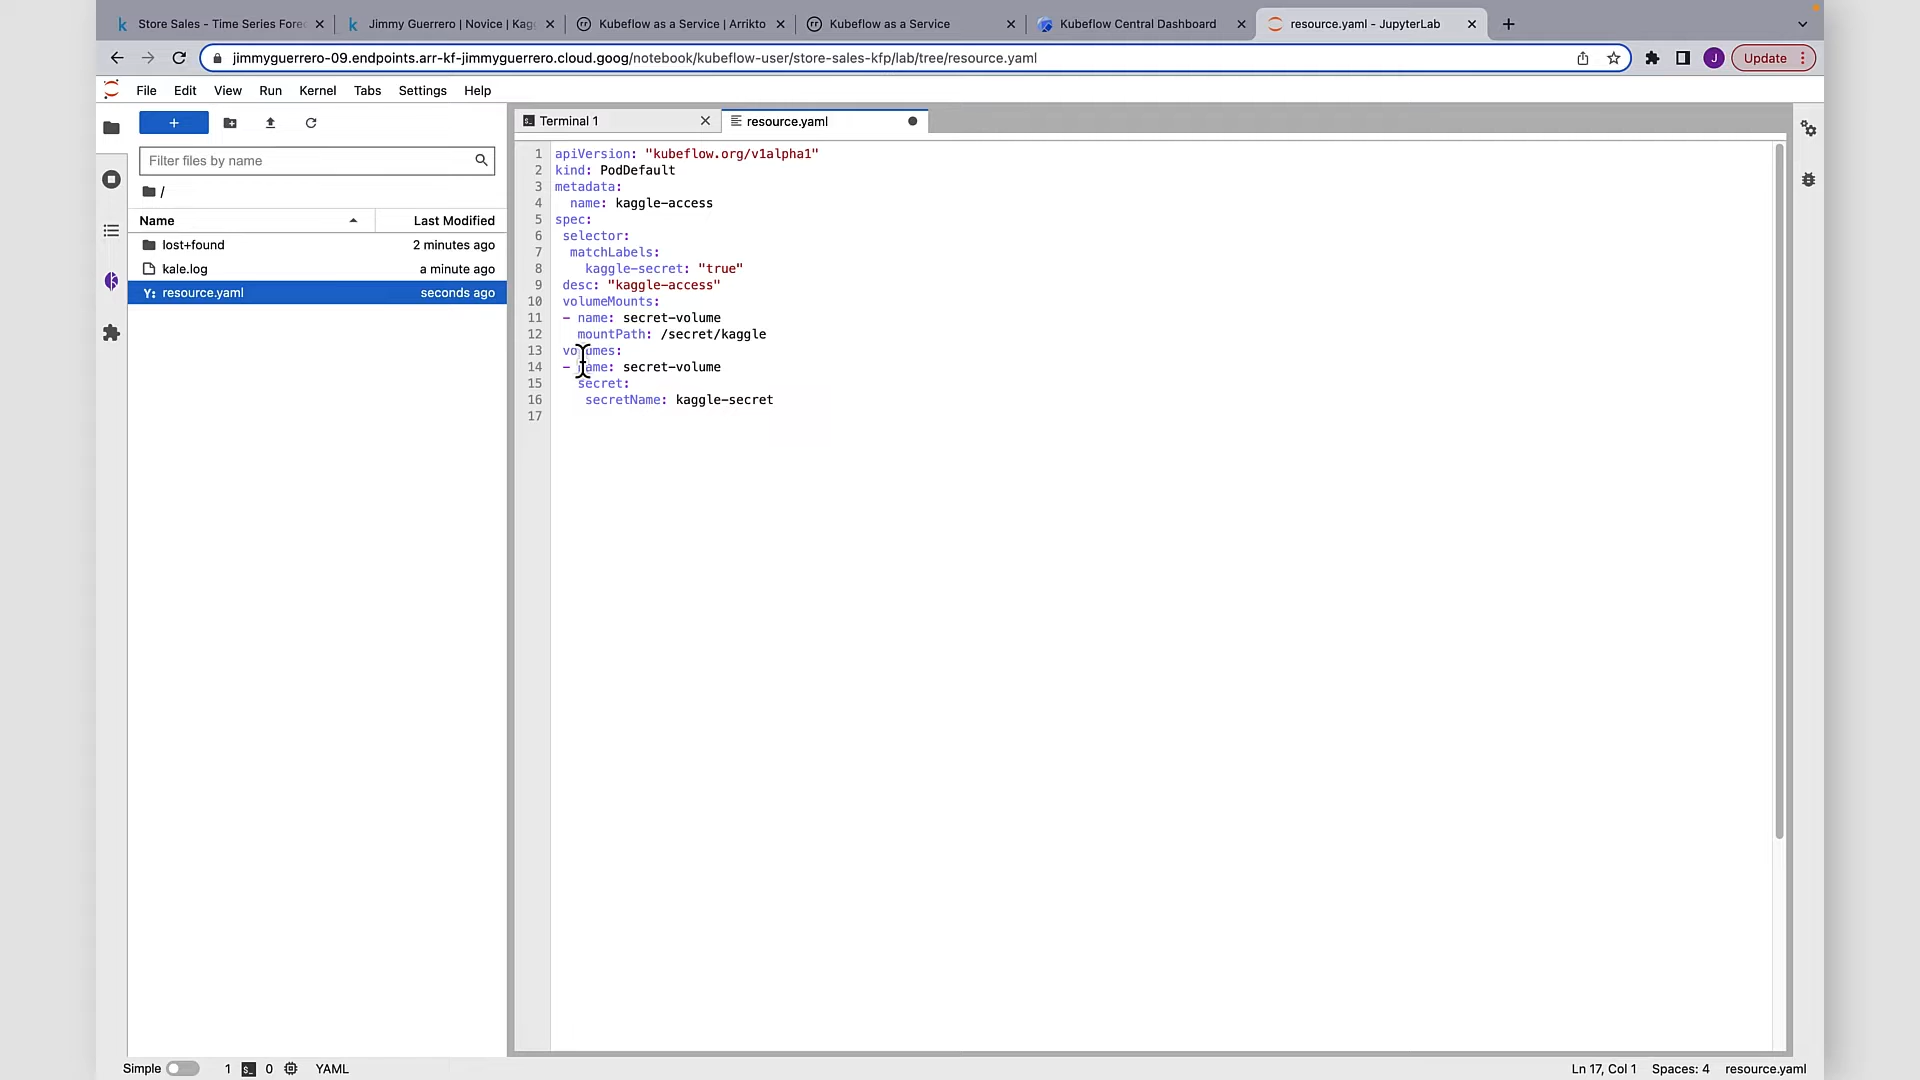 Store Sales - Time Series Fore
Jimmy Guerrero | Novice | Kag
Kubeflow as a Service | Arrikto
Kubeflow as a Service
Kubeflow Central Dashboard
resource.yaml - JupyterLab
jimmyguerrero-09.endpoints.arr-kf-jimmyguerrero.cloud.goog/notebook/kubeflow-user/store-sales-kfp/lab/tree/resource.yaml
J
Update
File Edit View Run Kernel Tabs Settings Help
Terminal 1
resource.yaml
Filter files by name
/
Name Last Modified
lost+found 2 minutes ago
kale.log a minute ago
Y: resource.yaml seconds ago
1 apiVersion: "kubeflow.org/v1alpha1"
2 kind: PodDefault
3 metadata:
4 name: kaggle-access
5 spec:
6 selector:
7 matchLabels:
8 kaggle-secret: "true"
9 desc: "kaggle-access"
10 volumeMounts:
11 - name: secret-volume
12 mountPath: /secret/kaggle
13 volumes:
14 - name: secret-volume
15 secret:
16 secretName: kaggle-secret
17
Simple 1 $_ 0 YAML
Ln 17, Col 1 Spaces: 4 resource.yaml